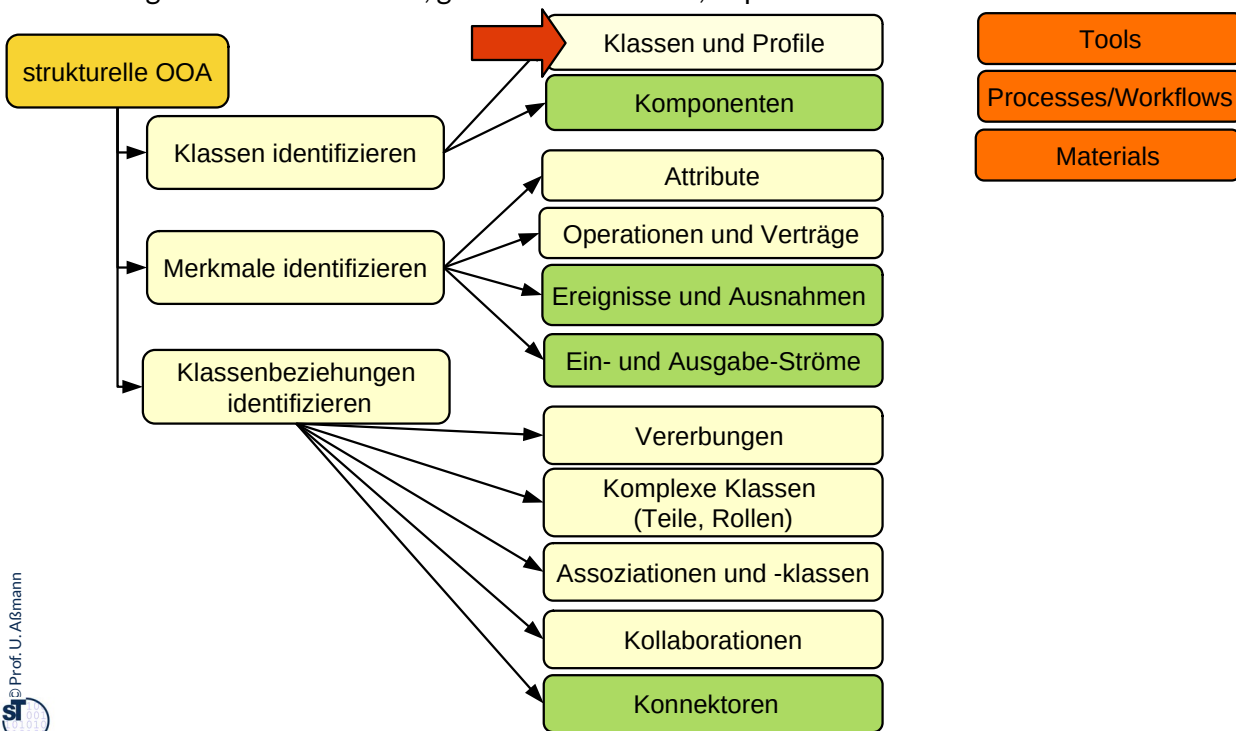 strukturelle OOA
Klassen identifizieren
Merkmale identifizieren
Klassenbeziehungen
identifizieren
Klassen und Profile
Komponenten
Attribute
Operationen und Verträge
Ereignisse und Ausnahmen
Ein- und Ausgabe-Ströme
Vererbungen
Komplexe Klassen
(Teile, Rollen)
Assoziationen und -klassen
Kollaborationen
Konnektoren
Tools
Processes/Workflows
Materials
© Prof. U. Aßmann
ST